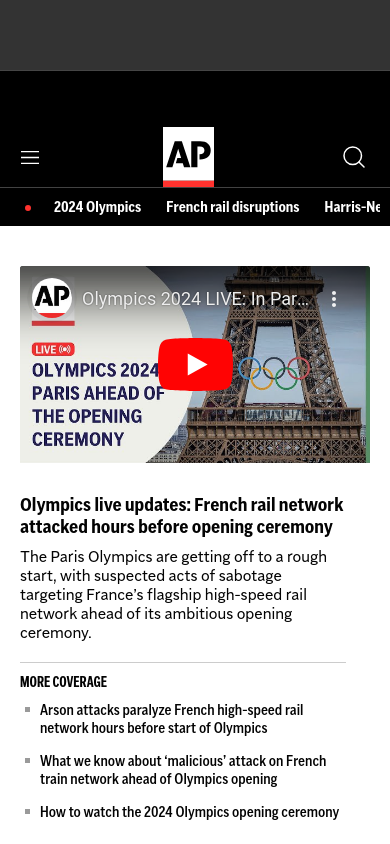 AP
2024 Olympics French rail disruptions Harris-Ne
AP Olympics 2024 LIVE: In Par...
LIVE
OLYMPICS 2024
PARIS AHEAD OF
THE OPENING
CEREMONY
Olympics live updates: French rail network
attacked hours before opening ceremony
The Paris Olympics are getting off to a rough
start, with suspected acts of sabotage
targeting France’s flagship high-speed rail
network ahead of its ambitious opening
ceremony.
MORE COVERAGE
Arson attacks paralyze French high-speed rail
network hours before start of Olympics
What we know about ‘malicious’ attack on French
train network ahead of Olympics opening
How to watch the 2024 Olympics opening ceremony